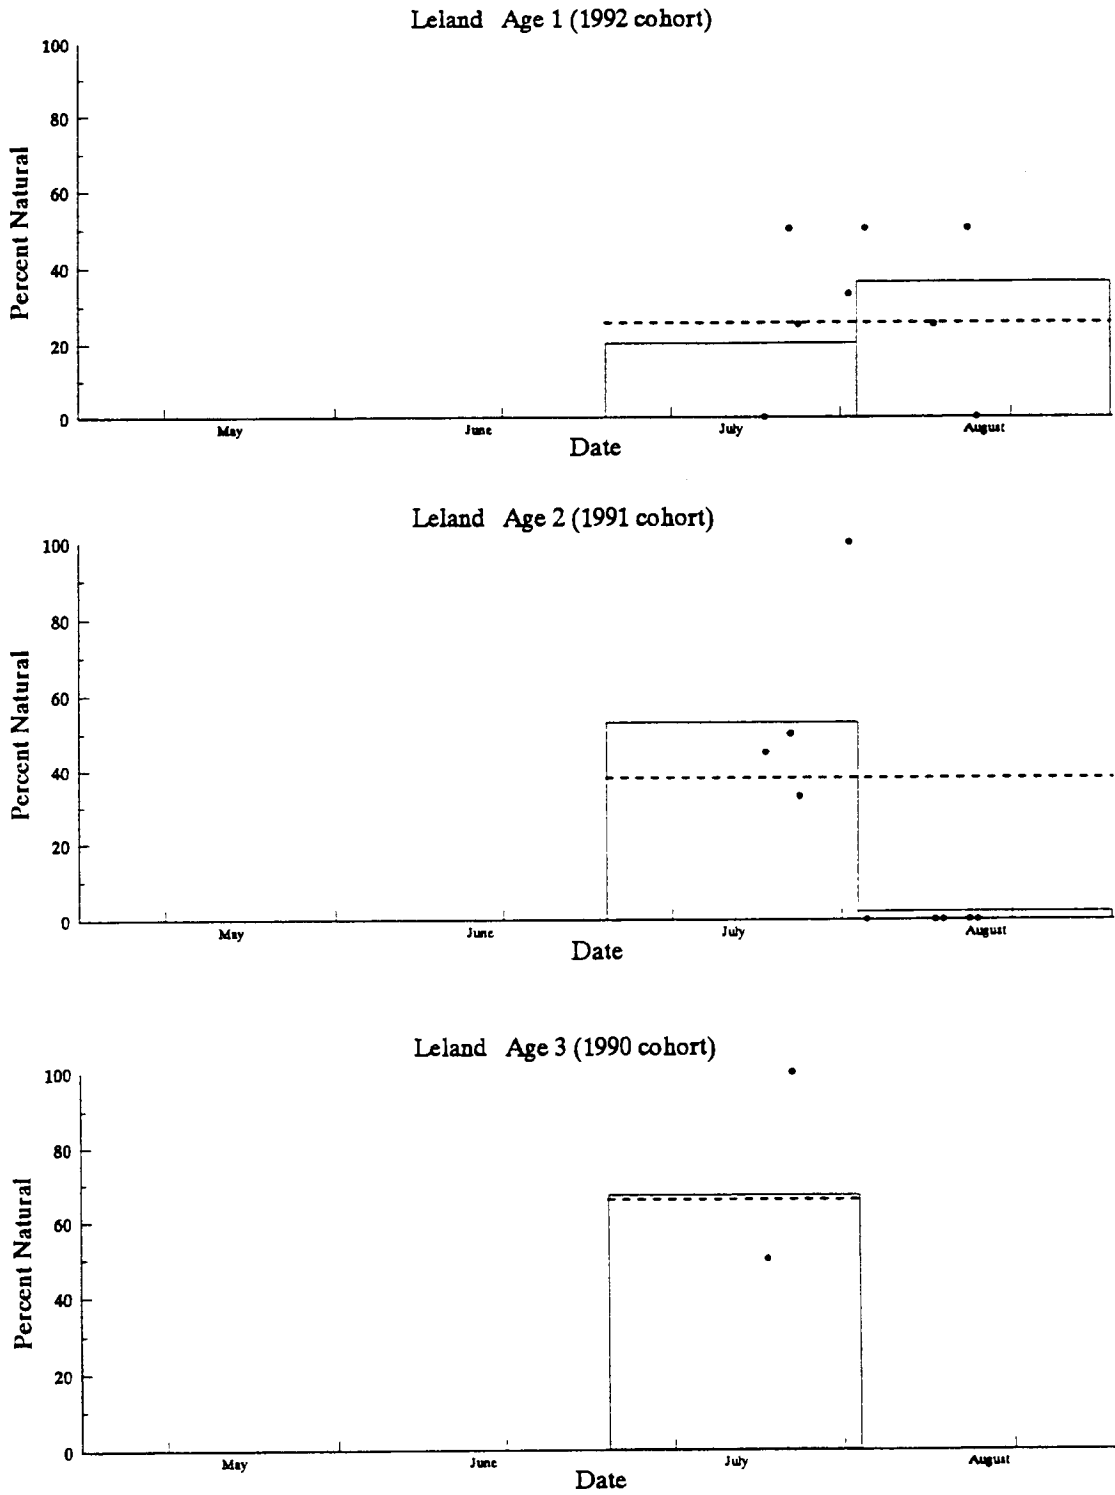 Leland Age 1 (1992 cohort)
100
80
60
40
20
0
Percent Natural
May June July August
Date
Leland Age 2 (1991 cohort)
100
80
60
40
20
0
Percent Natural
May June July August
Date
Leland Age 3 (1990 cohort)
100
80
60
40
20
0
Percent Natural
May June July August
Date